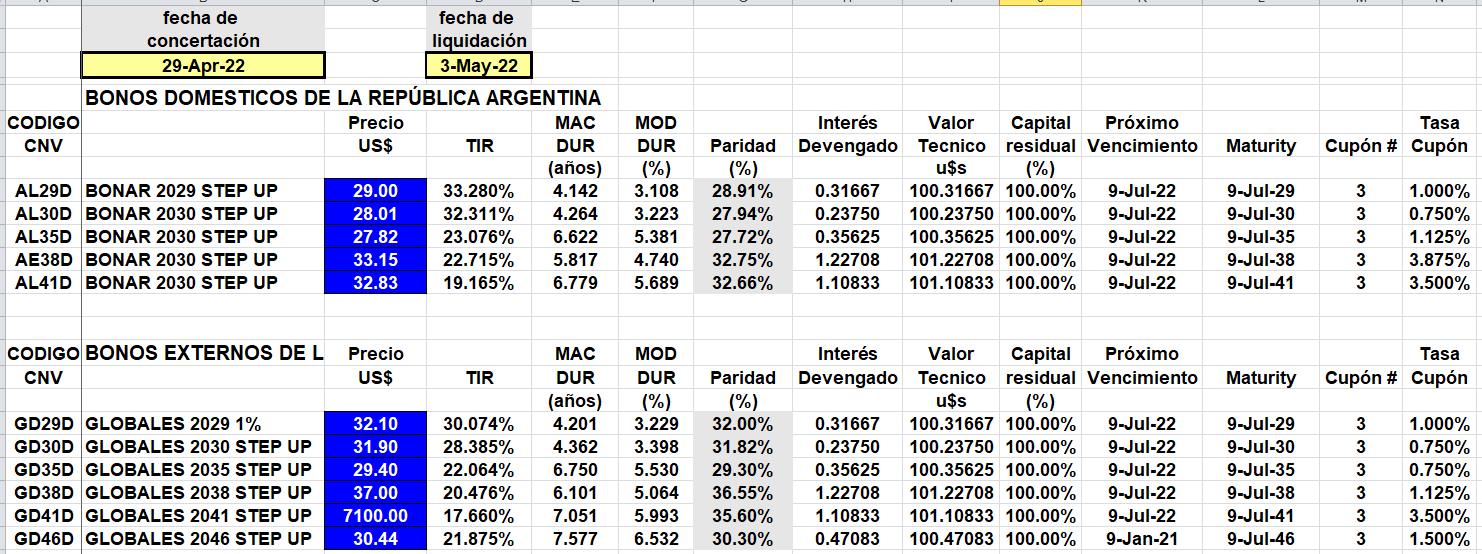 fecha de fecha de
concertación liquidación
29-Apr-22 3-May-22
BONOS DOMESTICOS DE LA REPÚBLICA ARGENTINA
CODIGO Precio MAC MOD Interés Valor Capital Próximo Tasa
CNV US$ TIR DUR DUR Paridad Devengado Tecnico residual Vencimiento Maturity Cupón # Cupón
(años) (%) (%) u$s (%)
AL29D BONAR 2029 STEP UP 29.00 33.280% 4.142 3.108 28.91% 0.31667 100.31667 100.00% 9-Jul-22 9-Jul-29 3 1.000%
AL30D BONAR 2030 STEP UP 28.01 32.311% 4.264 3.223 27.94% 0.23750 100.23750 100.00% 9-Jul-22 9-Jul-30 3 0.750%
AL35D BONAR 2030 STEP UP 27.82 23.076% 6.622 5.381 27.72% 0.35625 100.35625 100.00% 9-Jul-22 9-Jul-35 3 1.125%
AE38D BONAR 2030 STEP UP 33.15 22.715% 5.817 4.740 32.75% 1.22708 101.22708 100.00% 9-Jul-22 9-Jul-38 3 3.875%
AL41D BONAR 2030 STEP UP 32.83 19.165% 6.779 5.689 32.66% 1.10833 101.10833 100.00% 9-Jul-22 9-Jul-41 3 3.500%
CODIGO BONOS EXTERNOS DE L Precio MAC MOD Interés Valor Capital Próximo Tasa
CNV US$ TIR DUR DUR Paridad Devengado Tecnico residual Vencimiento Maturity Cupón # Cupón
(años) (%) (%) u$s (%)
GD29D GLOBALES 2029 1% 32.10 30.074% 4.201 3.229 32.00% 0.31667 100.31667 100.00% 9-Jul-22 9-Jul-29 3 1.000%
GD30D GLOBALES 2030 STEP UP 31.90 28.385% 4.362 3.398 31.82% 0.23750 100.23750 100.00% 9-Jul-22 9-Jul-30 3 0.750%
GD35D GLOBALES 2035 STEP UP 29.40 22.064% 6.750 5.530 29.30% 0.35625 100.35625 100.00% 9-Jul-22 9-Jul-35 3 0.750%
GD38D GLOBALES 2038 STEP UP 37.00 20.476% 6.101 5.064 36.55% 1.22708 101.22708 100.00% 9-Jul-22 9-Jul-38 3 1.125%
GD41D GLOBALES 2041 STEP UP 7100.00 17.660% 7.051 5.993 35.60% 1.10833 101.10833 100.00% 9-Jul-22 9-Jul-41 3 3.500%
GD46D GLOBALES 2046 STEP UP 30.44 21.875% 7.577 6.532 30.30% 0.47083 100.47083 100.00% 9-Jan-21 9-Jul-46 3 1.500%